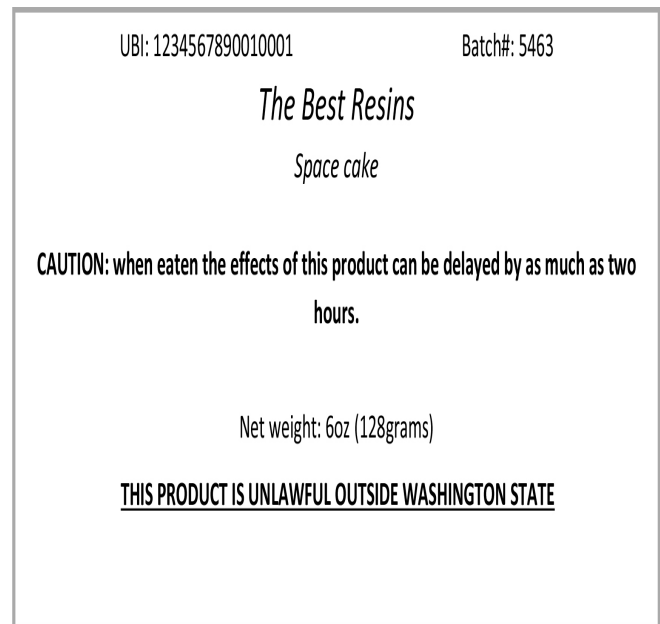 UBI: 1234567890010001 Batch#: 5463
The Best Resins
Space cake
CAUTION: when eaten the effects of this product can be delayed by as much as two
hours.
Net weight: 6oz (128grams)
THIS PRODUCT IS UNLAWFUL OUTSIDE WASHINGTON STATE